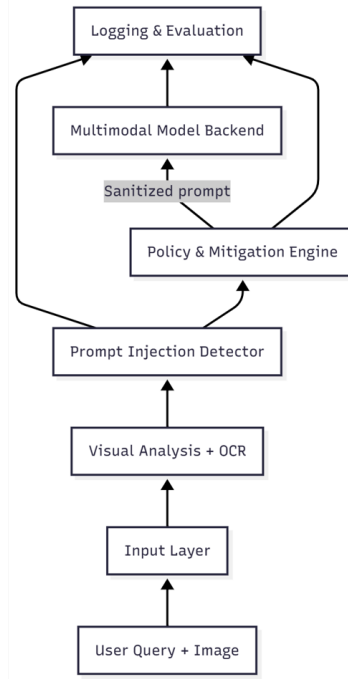 Logging & Evaluation
Multimodal Model Backend
Sanitized prompt
Policy & Mitigation Engine
Prompt Injection Detector
Visual Analysis + OCR
Input Layer
User Query + Image